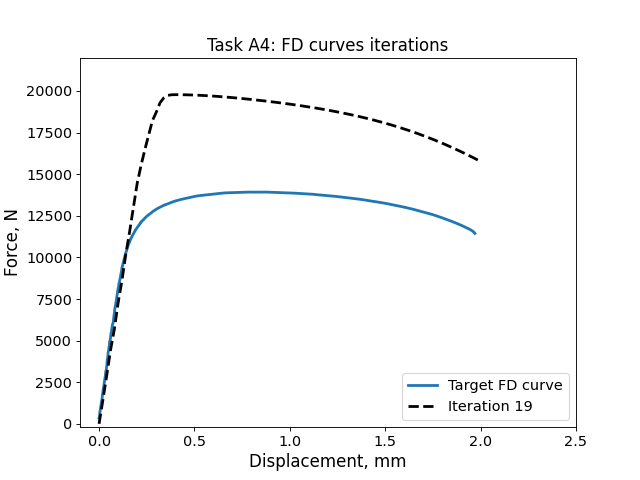 Task A4: FD curves iterations
Force, N
20000
17500
15000
12500
10000
7500
5000
2500
0
0.0 0.5 1.0 1.5 2.0 2.5
Displacement, mm
Target FD curve
Iteration 19